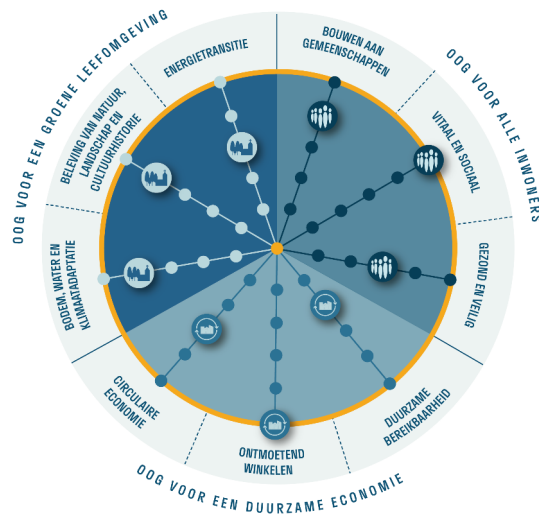 OOG VOOR EEN GROENE LEEFOMGEVING
ENERGIETRANSITIE
BELEVING VAN NATUUR,
LANDSCHAP EN
CULTUURHISTORIE
BODEM, WATER EN
KLIMAATADAPTATIE
OOG VOOR ALLE INWONERS
BOUWEN AAN
GEMEENSCHAPPEN
VITAAL EN SOCIAAL
GEZOND EN VEILIG
DUURZAME
BEREIKBAARHEID
ONTMOETEND
WINKELEN
CIRCULAIRE
ECONOMIE
OOG VOOR EEN DUURZAME ECONOMIE